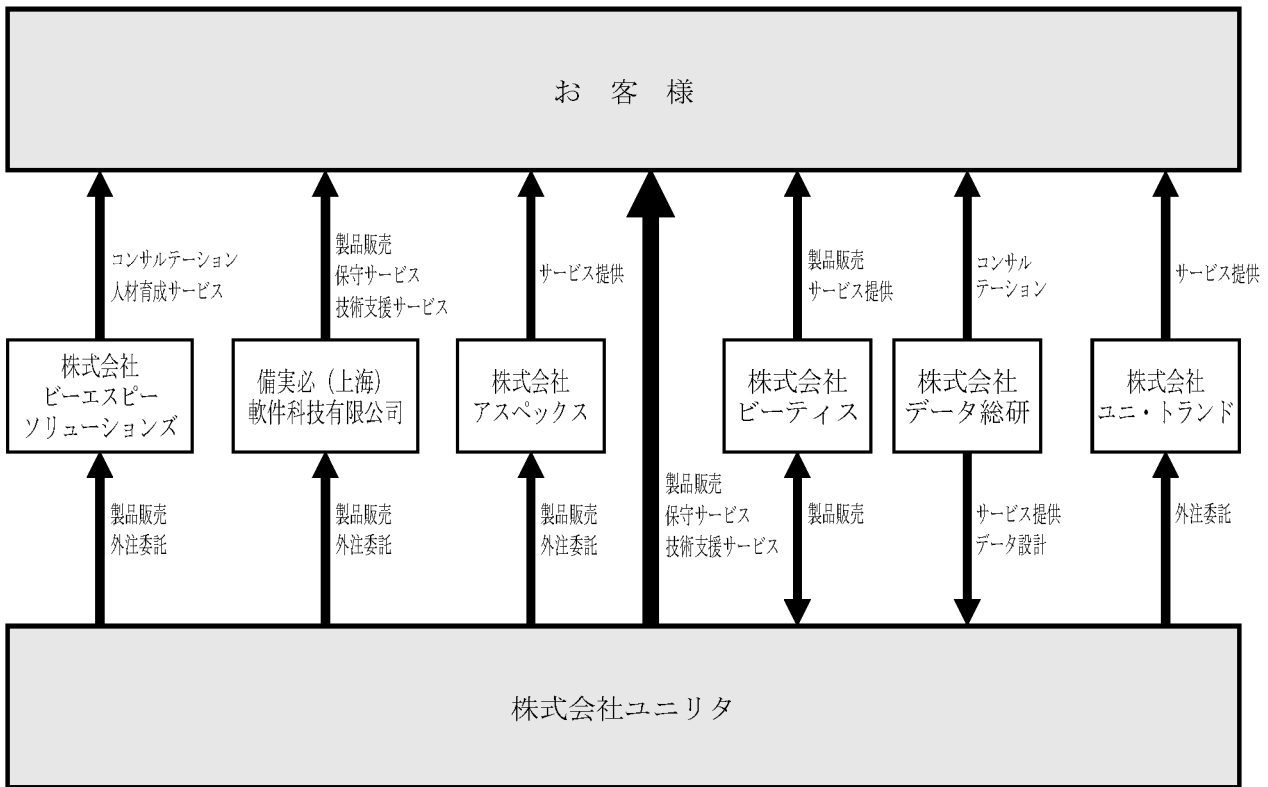 お 客 様
コンサルテーション
人材育成サービス
製品販売
保守サービス
技術支援サービス
サービス提供
製品販売
サービス提供
コンサル
テーション
サービス提供
株式会社
ビーエスピー
ソリューションズ
備実必（上海）
軟件科技有限公司
株式会社
アスペックス
株式会社
ビーティス
株式会社
データ総研
株式会社
ユニ・トランド
製品販売
外注委託
製品販売
外注委託
製品販売
外注委託
製品販売
保守サービス
技術支援サービス
製品販売
サービス提供
データ設計
外注委託
株式会社ユニリタ